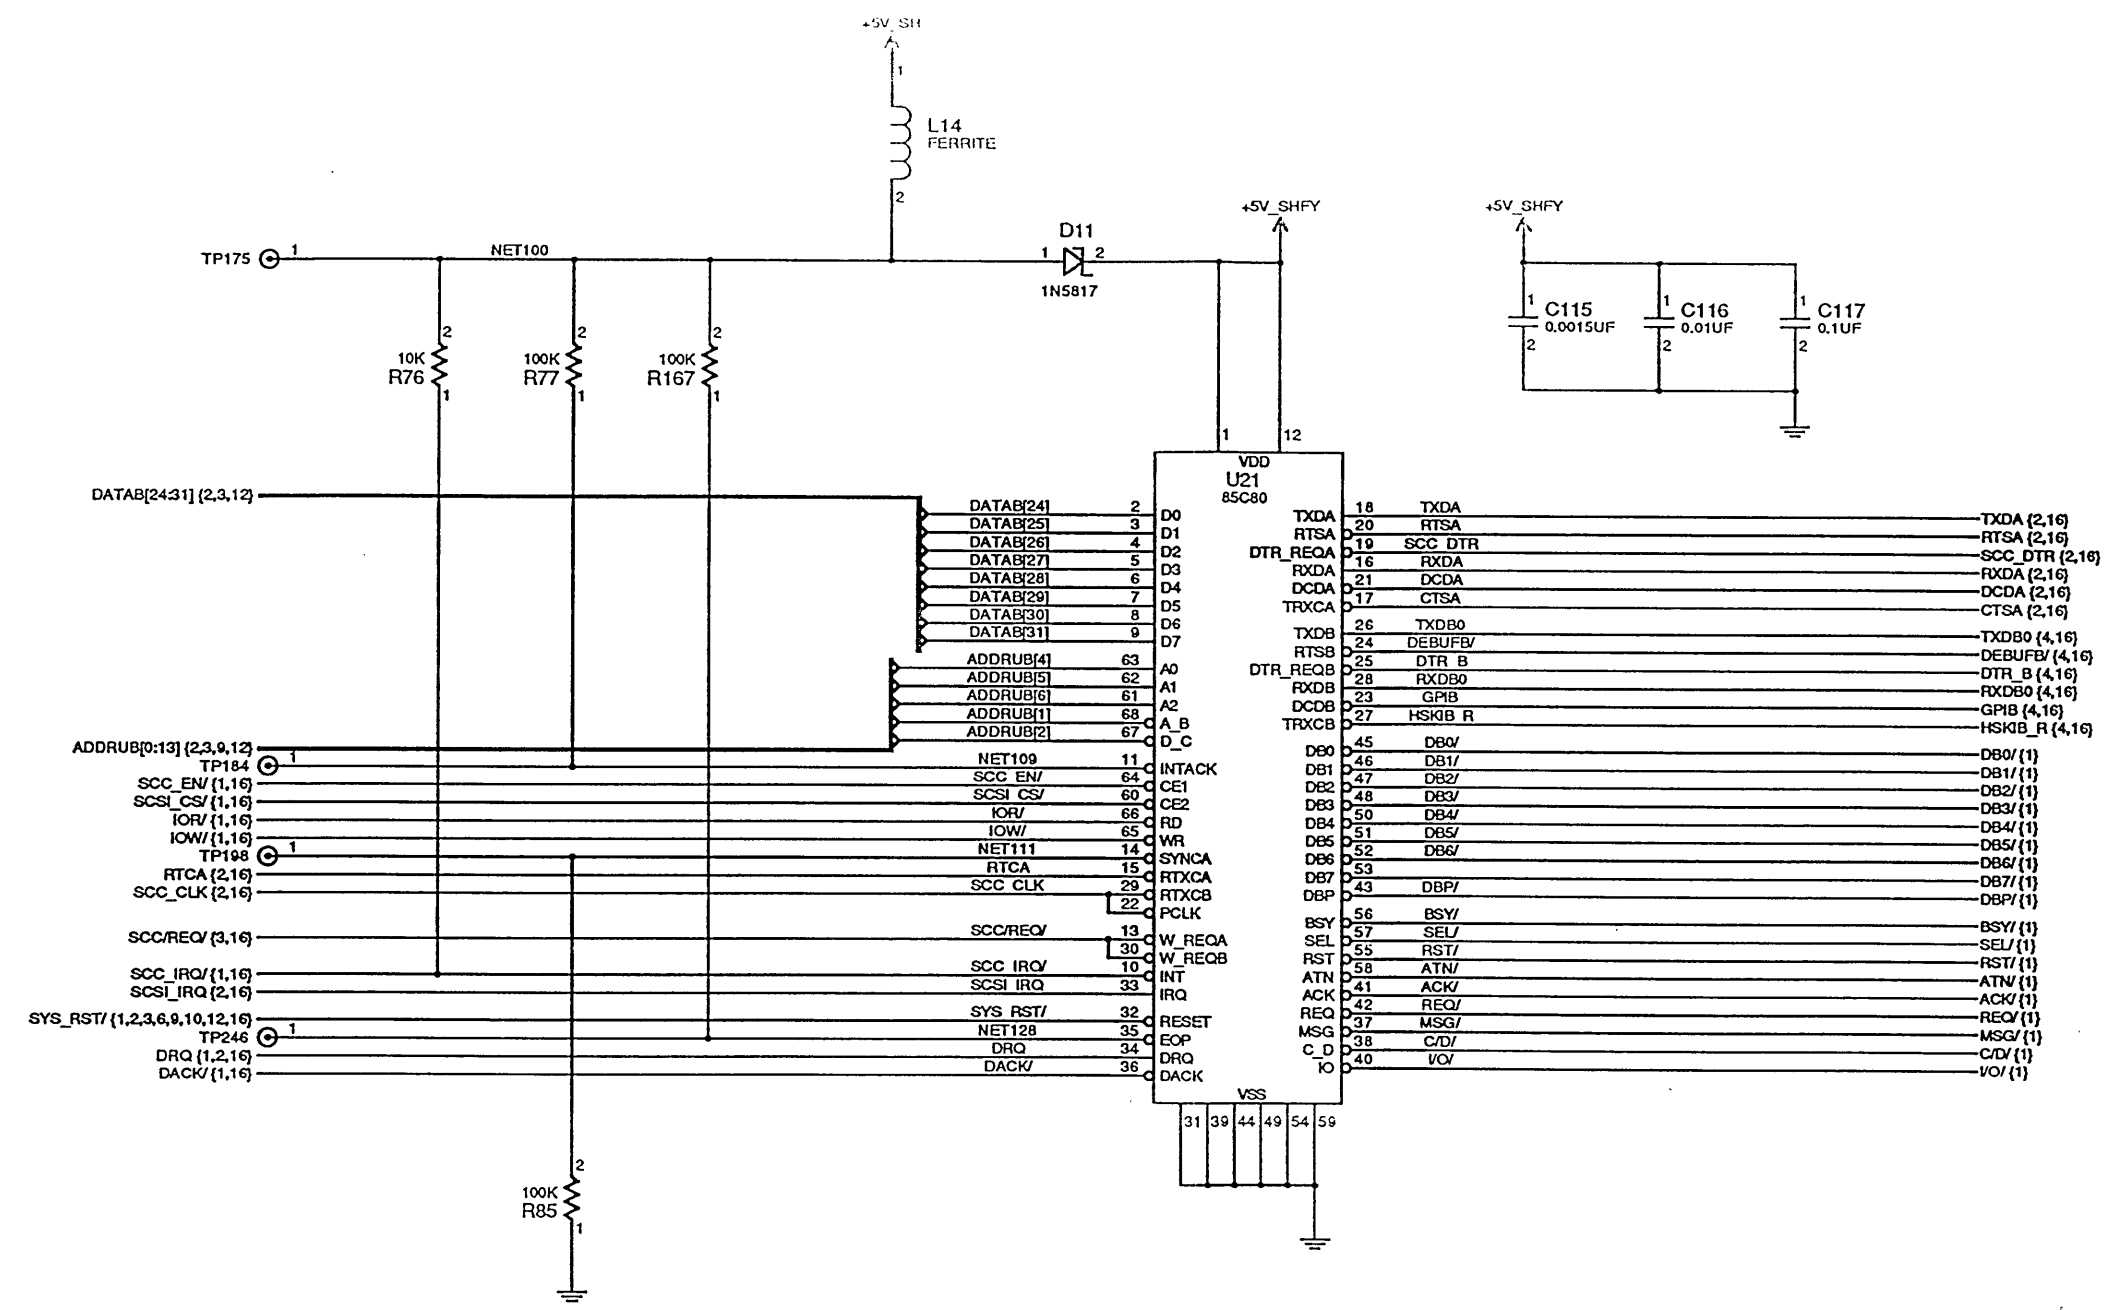 +5V_SH
1
L14
FERRITE
2
+5V_SHFY
+5V_SHFY
D11
TP175 1 NET100 1 2
1N5817
1 C115 0.0015UF 2
1 C116 0.01UF 2
1 C117 0.1UF 2
2 10K R76 1
2 100K R77 1
2 100K R167 1
1 12
VDD
U21
85C80
DATAB[24:31] {2,3,12}
DATAB[24] 2 D0
DATAB[25] 3 D1
DATAB[26] 4 D2
DATAB[27] 5 D3
DATAB[28] 6 D4
DATAB[29] 7 D5
DATAB[30] 8 D6
DATAB[31] 9 D7
ADDRUB[4] 63 A0
ADDRUB[5] 62 A1
ADDRUB[6] 61 A2
ADDRUB[1] 68 A_B
ADDRUB[2] 67 D_C
ADDRUB[0:13] {2,3,9,12}
TP184 1 NET109 11 INTACK
SCC_EN/ {1,16} SCC_EN/ 64 CE1
SCSI_CS/ {1,16} SCSI_CS/ 60 CE2
IOR/ {1,16} IOR/ 66 RD
IOW/ {1,16} IOW/ 65 WR
TP198 1 NET111 14 SYNCA
RTCA {2,16} RTCA 15 RTXCA
SCC_CLK {2,16} SCC_CLK 29 RTXCB
22 PCLK
SCC/REQ/ {3,16} SCC/REQ/ 13 W_REQA
30 W_REQB
SCC_IRQ/ {1,16} SCC_IRQ/ 10 INT
SCSI_IRQ {2,16} SCSI_IRQ 33 IRQ
SYS_RST/ {1,2,3,6,9,10,12,16} SYS_RST/ 32 RESET
TP246 1 NET128 35 EOP
DRQ {1,2,16} DRQ 34 DRQ
DACK/ {1,16} DACK/ 36 DACK
TXDA 18 TXDA TXDA {2,16}
RTSA 20 RTSA RTSA {2,16}
DTR_REQA 19 SCC_DTR SCC_DTR {2,16}
RXDA 16 RXDA RXDA {2,16}
DCDA 21 DCDA DCDA {2,16}
TRXCA 17 CTSA CTSA {2,16}
TXDB 26 TXDB0 TXDB0 {4,16}
RTSB 24 DEBUFB/ DEBUFB/ {4,16}
DTR_REQB 25 DTR_B DTR_B {4,16}
RXDB 28 RXDB0 RXDB0 {4,16}
DCDB 23 GPIB GPIB {4,16}
TRXCB 27 HSKIB_R HSKIB_R {4,16}
DB0 45 DB0/ DB0/ {1}
DB1 46 DB1/ DB1/ {1}
DB2 47 DB2/ DB2/ {1}
DB3 48 DB3/ DB3/ {1}
DB4 50 DB4/ DB4/ {1}
DB5 51 DB5/ DB5/ {1}
DB6 52 DB6/ DB6/ {1}
DB7 53 DB7/ {1}
DBP 43 DBP/ DBP/ {1}
BSY 56 BSY/ BSY/ {1}
SEL 57 SEL/ SEL/ {1}
RST 55 RST/ RST/ {1}
ATN 58 ATN/ ATN/ {1}
ACK 41 ACK/ ACK/ {1}
REQ 42 REQ/ REQ/ {1}
MSG 37 MSG/ MSG/ {1}
C_D 38 C/D/ C/D/ {1}
IO 40 I/O/ I/O/ {1}
VSS
31 39 44 49 54 59
2
100K
R85
1